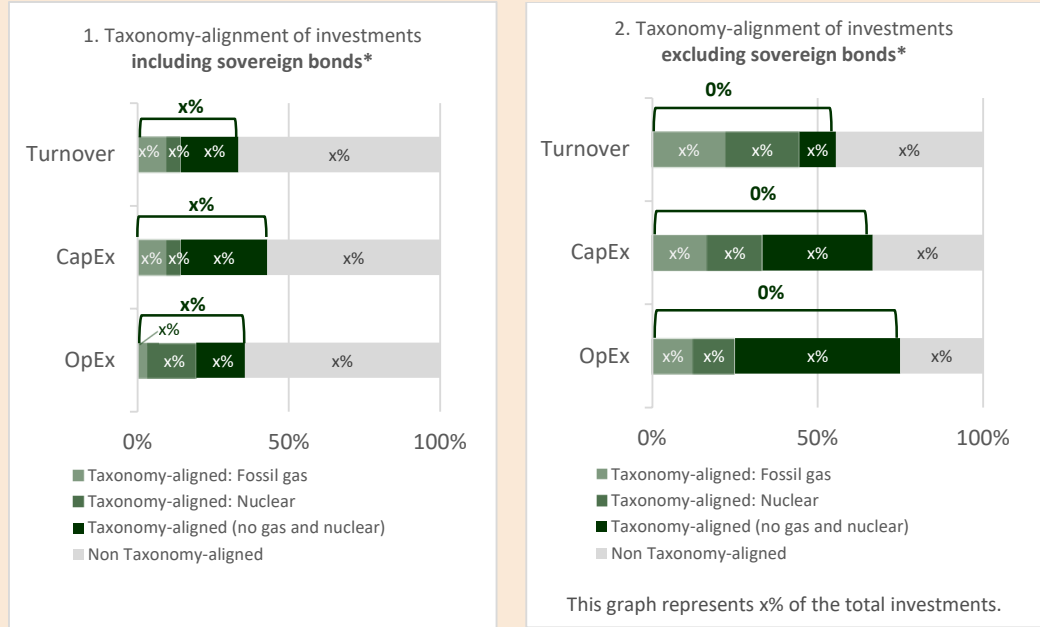 1. Taxonomy-alignment of investments
including sovereign bonds*
x%
Turnover
x% x% x% x%
x%
CapEx
x% x% x% x%
x%
x%
OpEx
x% x% x%
0% 50% 100%
Taxonomy-aligned: Fossil gas
Taxonomy-aligned: Nuclear
Taxonomy-aligned (no gas and nuclear)
Non Taxonomy-aligned
2. Taxonomy-alignment of investments
excluding sovereign bonds*
0%
Turnover
x% x% x% x%
0%
CapEx
x% x% x% x%
0%
OpEx
x% x% x% x%
0% 50% 100%
Taxonomy-aligned: Fossil gas
Taxonomy-aligned: Nuclear
Taxonomy-aligned (no gas and nuclear)
Non Taxonomy-aligned
This graph represents x% of the total investments.